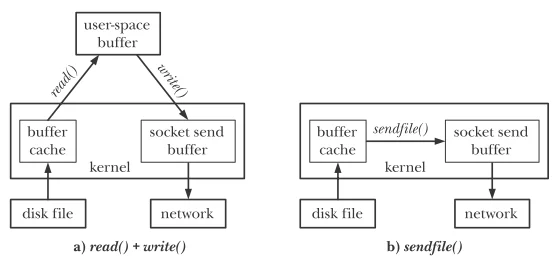 user-space
buffer
read()
write()
buffer
cache
socket send
buffer
kernel
disk file
network
a) read() + write()
buffer
cache
sendfile()
socket send
buffer
kernel
disk file
network
b) sendfile()